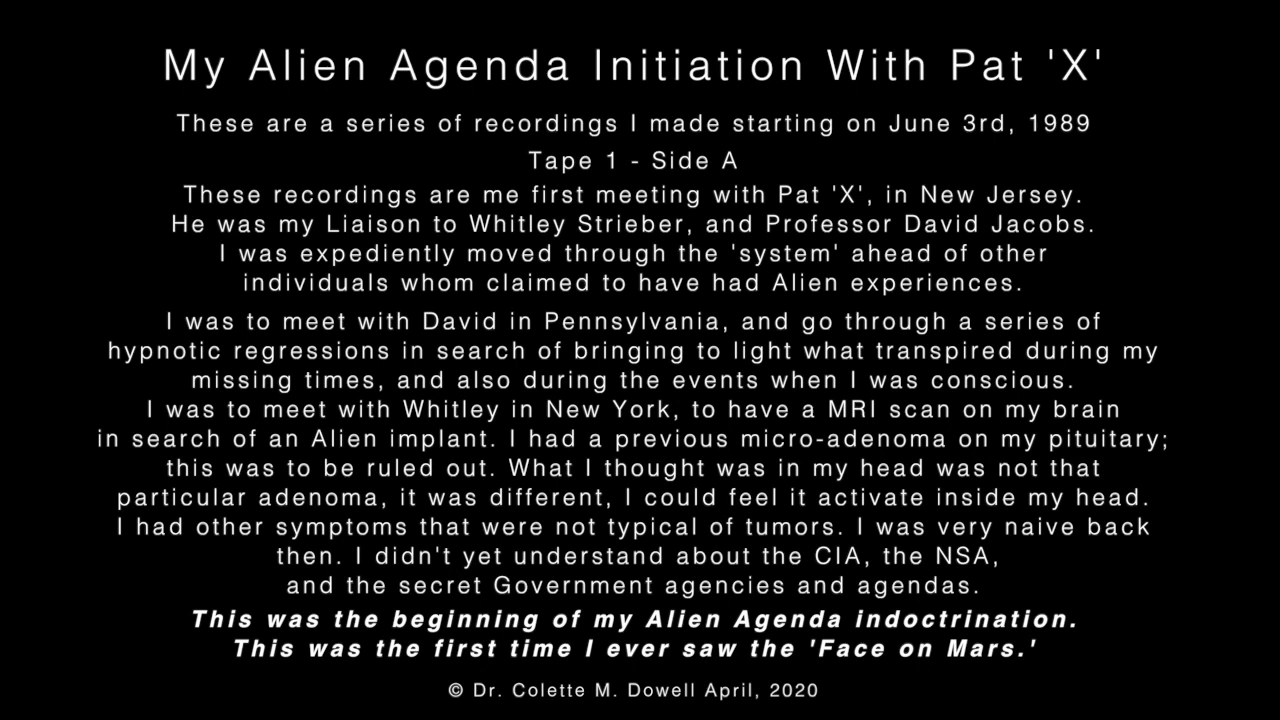 My Alien Agenda Initiation With Pat 'X'
These are a series of recordings I made starting on June 3rd, 1989
Tape 1 - Side A
These recordings are me first meeting with Pat 'X', in New Jersey.
He was my Liaison to Whitley Strieber, and Professor David Jacobs.
I was expediently moved through the 'system' ahead of other
individuals whom claimed to have had Alien experiences.
I was to meet with David in Pennsylvania, and go through a series of
hypnotic regressions in search of bringing to light what transpired during my
missing times, and also during the events when I was conscious.
I was to meet with Whitley in New York, to have a MRI scan on my brain
in search of an Alien implant. I had a previous micro-adenoma on my pituitary;
this was to be ruled out. What I thought was in my head was not that
particular adenoma, it was different, I could feel it activate inside my head.
I had other symptoms that were not typical of tumors. I was very naive back
then. I didn't yet understand about the CIA, the NSA,
and the secret Government agencies and agendas.
This was the beginning of my Alien Agenda indoctrination.
This was the first time I ever saw the 'Face on Mars.'
© Dr. Colette M. Dowell April, 2020